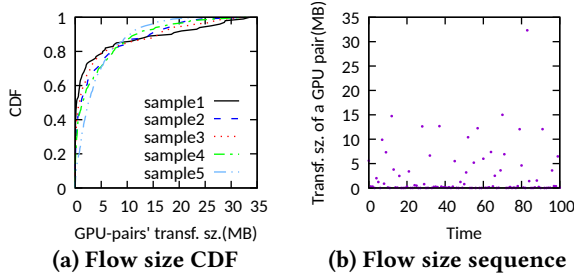 CDF
1
0.8
0.6
0.4
0.2
0
sample1
sample2
sample3
sample4
sample5
0 5 10 15 20 25 30 35
GPU-pairs' transf. sz.(MB)
(a) Flow size CDF
Transf. sz. of a GPU pair(MB)
35
30
25
20
15
10
5
0
0 20 40 60 80 100
Time
(b) Flow size sequence